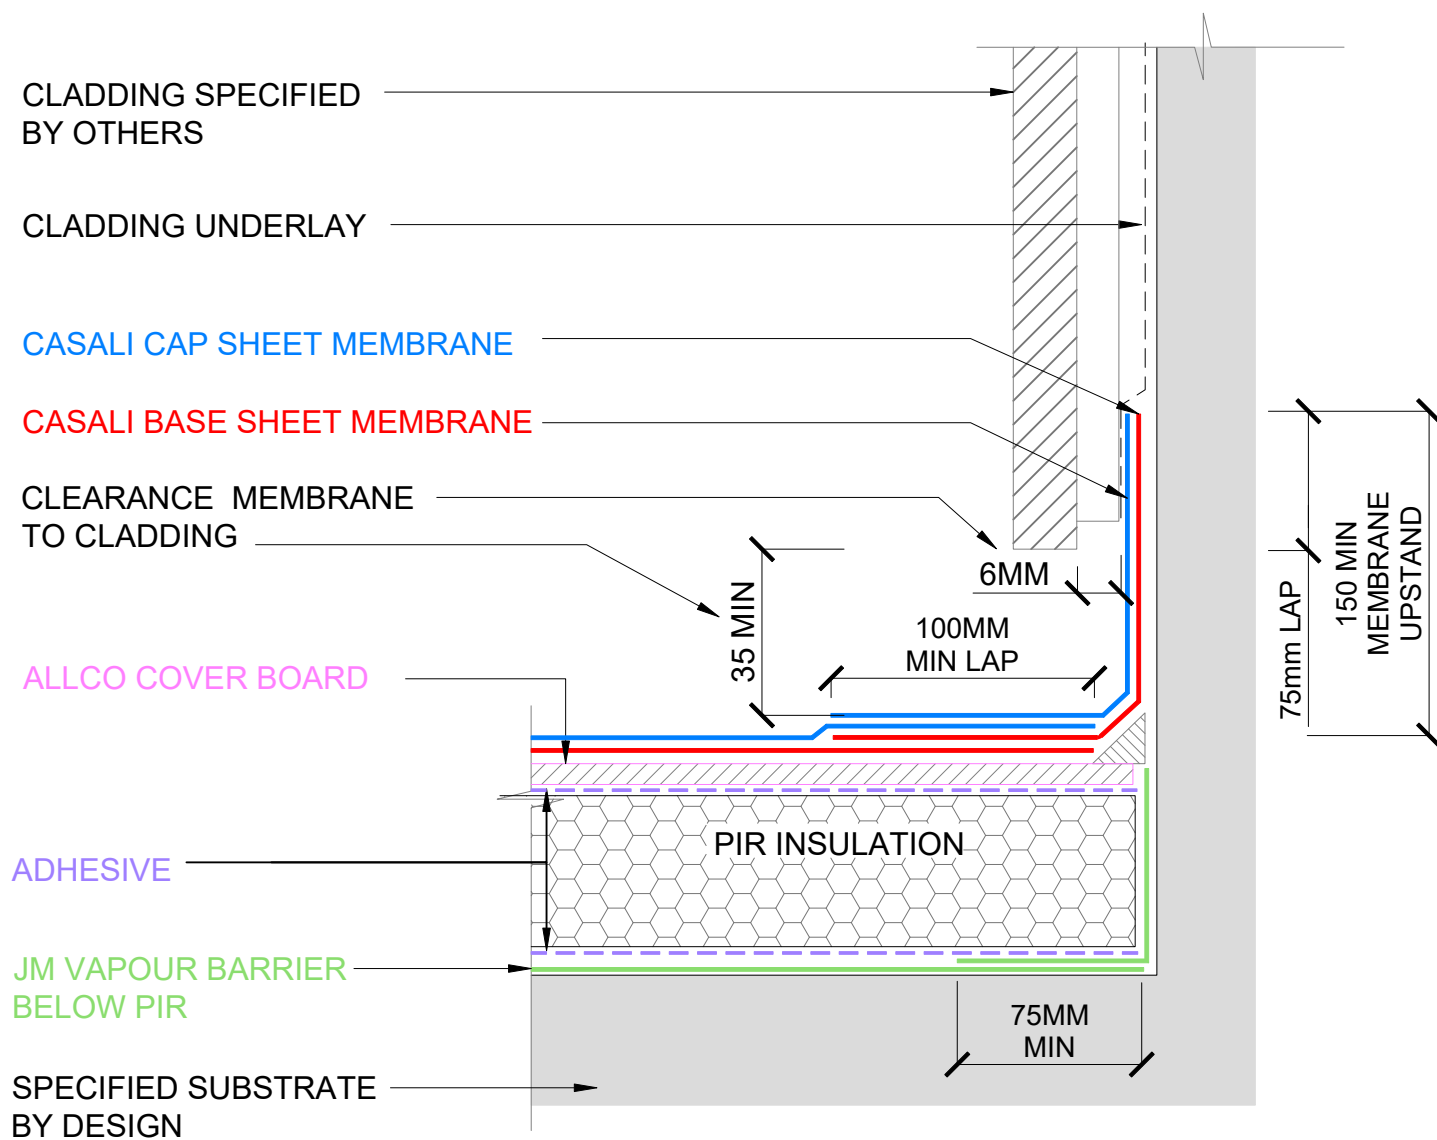 CLADDING SPECIFIED
BY OTHERS
CLADDING UNDERLAY
CASALI CAP SHEET MEMBRANE
CASALI BASE SHEET MEMBRANE
CLEARANCE MEMBRANE
TO CLADDING
6MM
35 MIN
100MM
MIN LAP
75mm LAP
150 MIN
MEMBRANE
UPSTAND
ALLCO COVER BOARD
PIR INSULATION
ADHESIVE
JM VAPOUR BARRIER
BELOW PIR
75MM
MIN
SPECIFIED SUBSTRATE
BY DESIGN